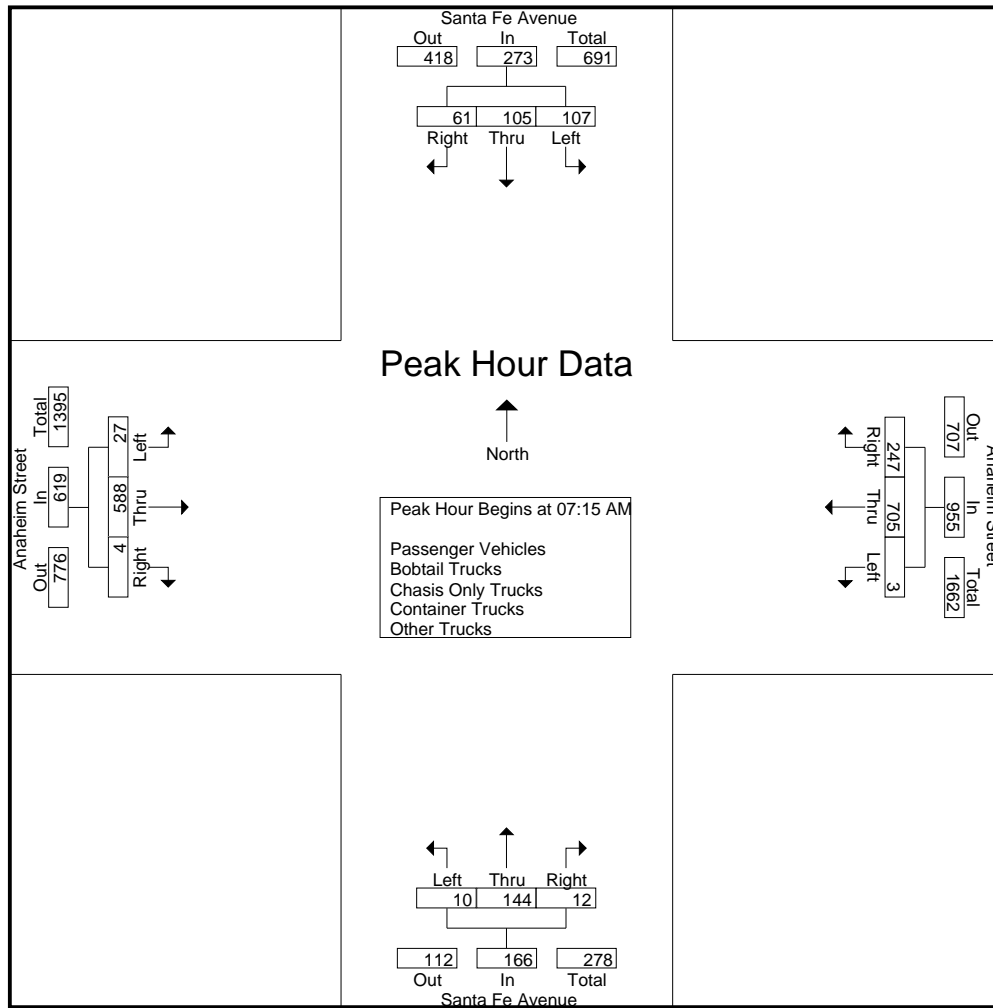 Santa Fe Avenue
Out In Total
418 273 691
61 105 107
Right Thru Left
Peak Hour Data
North
Peak Hour Begins at 07:15 AM
Passenger Vehicles
Bobtail Trucks
Chasis Only Trucks
Container Trucks
Other Trucks
Anaheim Street
Out In Total
776 619 1395
4 588 27
Right Thru Left
Anaheim Street
Out In Total
707 955 1662
247 705 3
Right Thru Left
Left Thru Right
10 144 12
112 166 278
Out In Total
Santa Fe Avenue